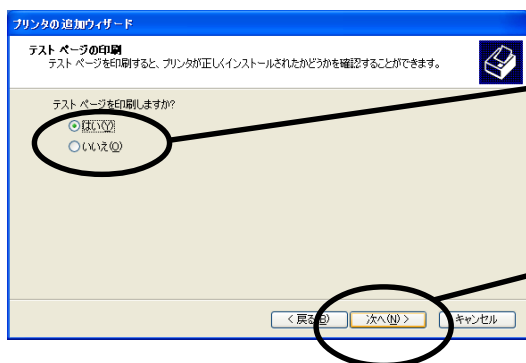 プリンタの追加ウィザード
テスト ページの印刷
テスト ページを印刷すると、プリンタが正しくインストールされたかどうかを確認することができます。
テスト ページを印刷しますか?
はい(Y)
いいえ(O)
< 戻る(B) 次へ(N) > キャンセル